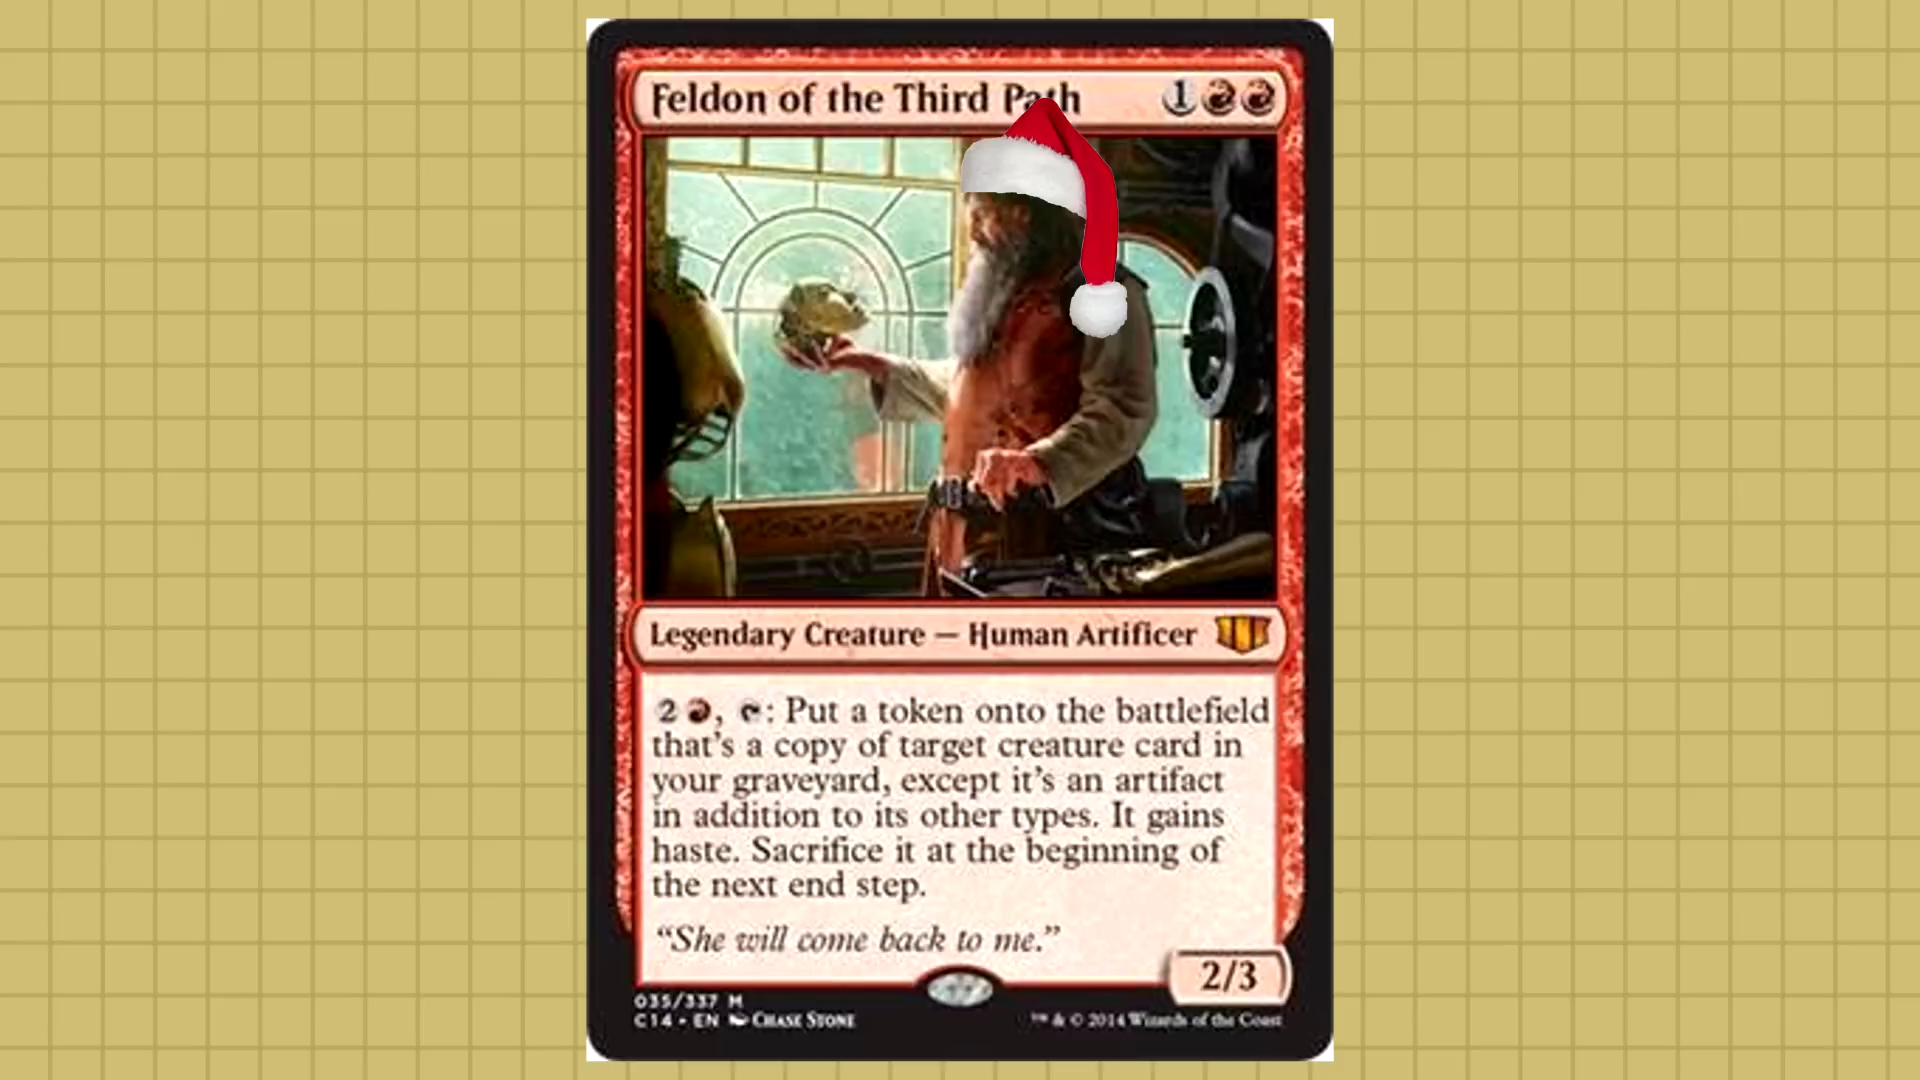 Feldon of the Third Path 1
Legendary Creature — Human Artificer
2 , : Put a token onto the battlefield
that's a copy of target creature card in
your graveyard, except it's an artifact
in addition to its other types. It gains
haste. Sacrifice it at the beginning of
the next end step.
“She will come back to me.”
2/3
035/337 M
C14 • EN CHASE STONE
™ & © 2014 Wizards of the Coast